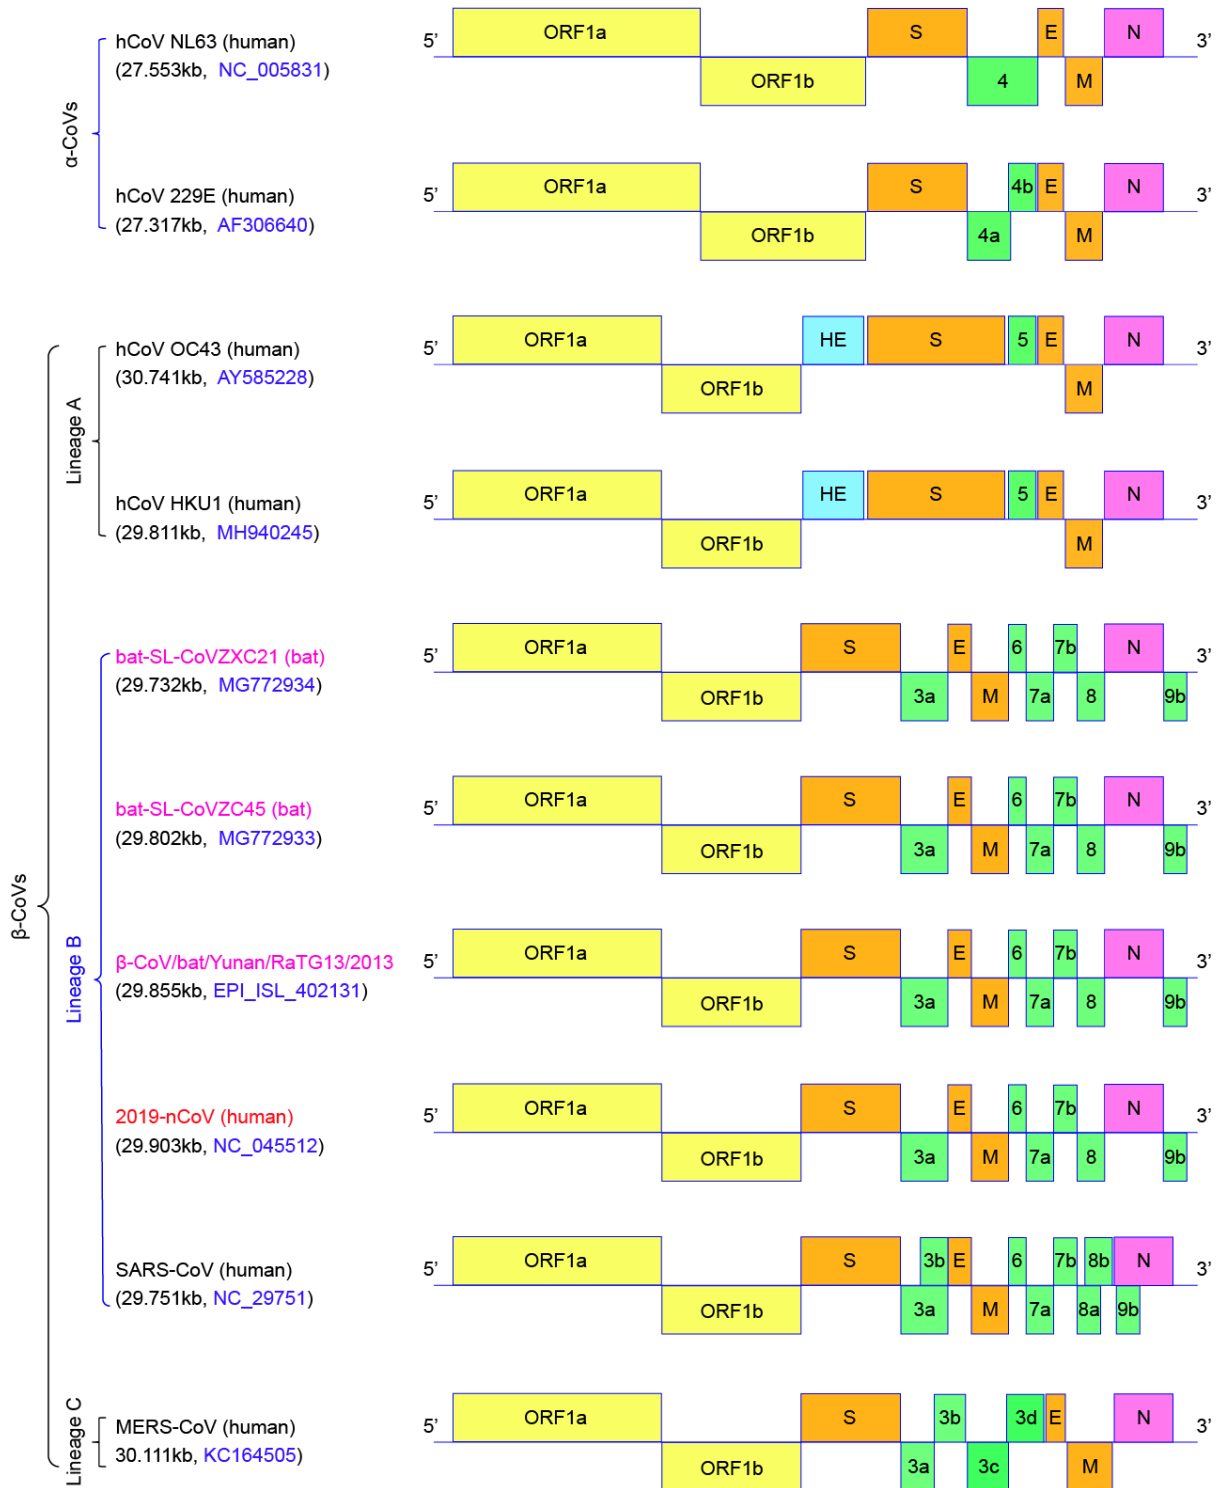 α-CoVs
hCoV NL63 (human)
(27.553kb, NC_005831)
5’ ORF1a S E N 3’
ORF1b 4 M
hCoV 229E (human)
(27.317kb, AF306640)
5’ ORF1a S 4b E N 3’
ORF1b 4a M
β-CoVs
Lineage A
hCoV OC43 (human)
(30.741kb, AY585228)
5’ ORF1a HE S 5 E N 3’
ORF1b M
hCoV HKU1 (human)
(29.811kb, MH940245)
5’ ORF1a HE S 5 E N 3’
ORF1b M
Lineage B
bat-SL-CoVZXC21 (bat)
(29.732kb, MG772934)
5’ ORF1a S E 6 7b N 3’
ORF1b 3a M 7a 8 9b
bat-SL-CoVZC45 (bat)
(29.802kb, MG772933)
5’ ORF1a S E 6 7b N 3’
ORF1b 3a M 7a 8 9b
β-CoV/bat/Yunan/RaTG13/2013
(29.855kb, EPI_ISL_402131)
5’ ORF1a S E 6 7b N 3’
ORF1b 3a M 7a 8 9b
2019-nCoV (human)
(29.903kb, NC_045512)
5’ ORF1a S E 6 7b N 3’
ORF1b 3a M 7a 8 9b
SARS-CoV (human)
(29.751kb, NC_29751)
5’ ORF1a S 3b E 6 7b 8b N 3’
ORF1b 3a M 7a 8a 9b
Lineage C
MERS-CoV (human)
30.111kb, KC164505)
5’ ORF1a S 3b 3d E N 3’
ORF1b 3a 3c M